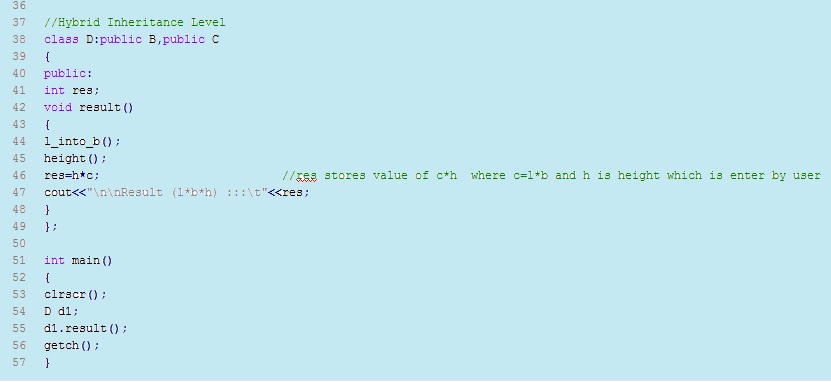 36
37 //Hybrid Inheritance Level
38 class D:public B,public C
39 {
40 public:
41 int res;
42 void result()
43 {
44 l_into_b();
45 height();
46 res=h*c; //res stores value of c*h  where c=l*b and h is height which is enter by user
47 cout<<"\n\nResult (l*b*h) :::\t"<<res;
48 }
49 };
50
51 int main()
52 {
53 clrscr();
54 D d1;
55 d1.result();
56 getch();
57 }